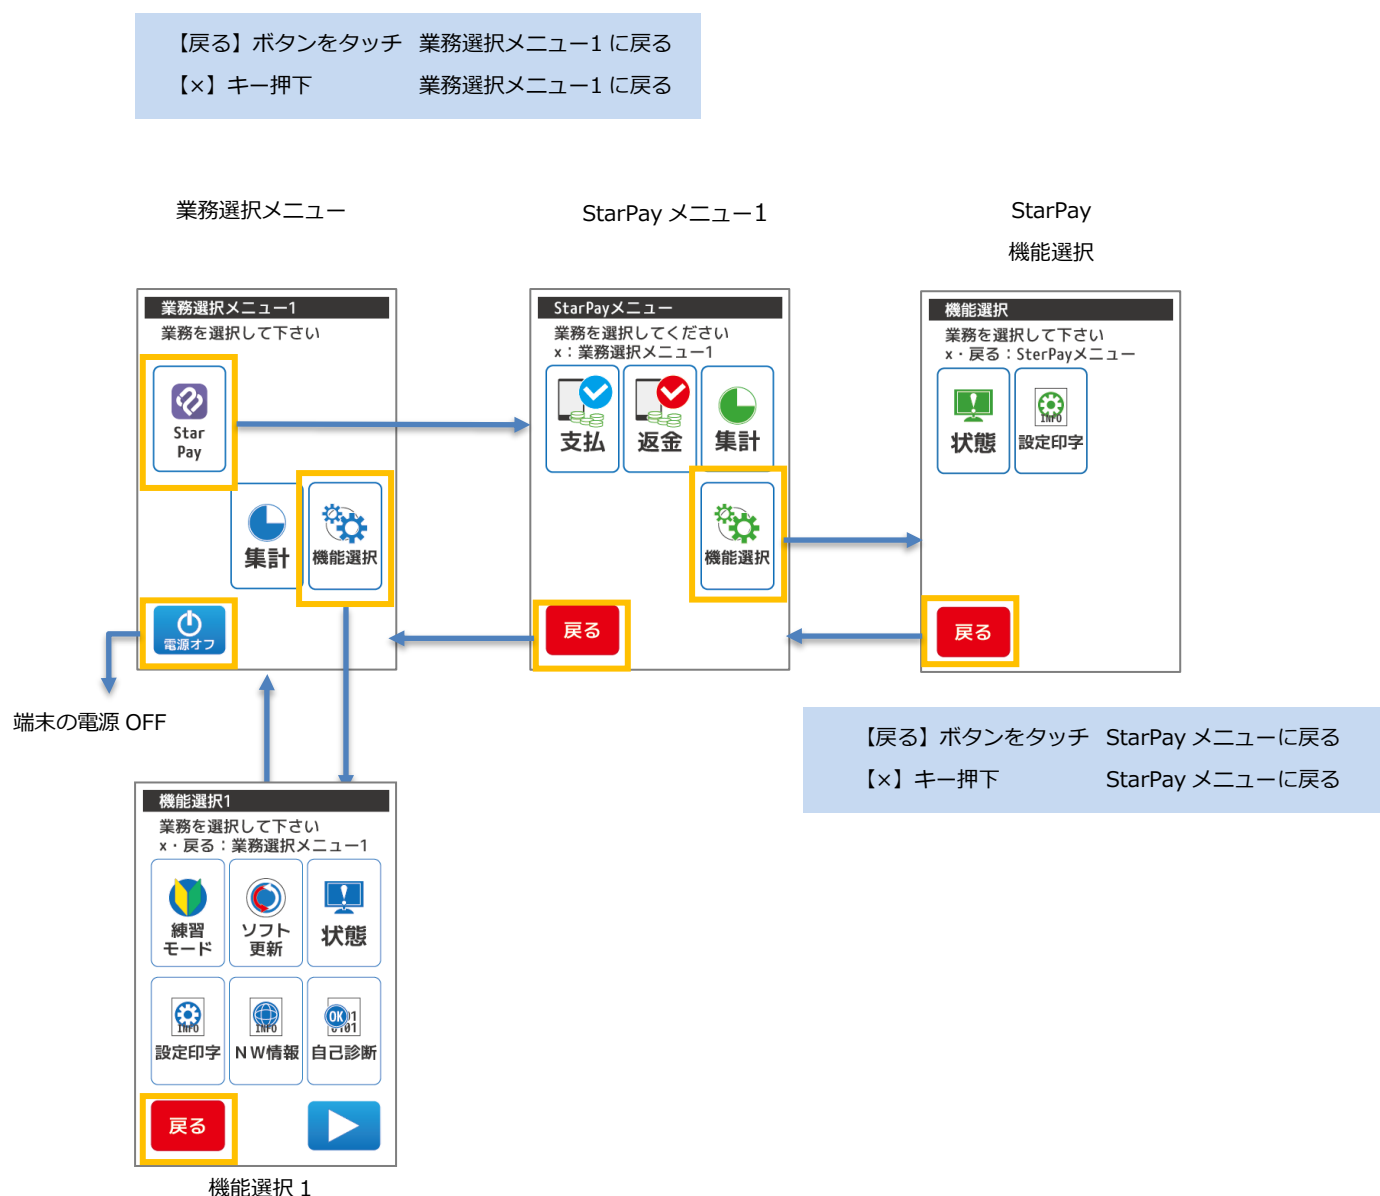 【戻る】ボタンをタッチ 業務選択メニュー1 に戻る
【×】キー押下 業務選択メニュー1 に戻る
業務選択メニュー
StarPay メニュー1
StarPay
機能選択
業務選択メニュー1
業務を選択して下さい
Star
Pay
集計
機能選択
電源オフ
端末の電源 OFF
StarPayメニュー
業務を選択してください
x：業務選択メニュー1
支払
返金
集計
機能選択
戻る
機能選択
業務を選択して下さい
x・戻る：SterPayメニュー
状態
INFO
設定印字
戻る
【戻る】ボタンをタッチ StarPay メニューに戻る
【×】キー押下 StarPay メニューに戻る
機能選択1
業務を選択して下さい
x・戻る：業務選択メニュー1
練習
モード
ソフト
更新
状態
INFO
設定印字
INFO
ＮＷ情報
OK
自己診断
戻る
機能選択 1